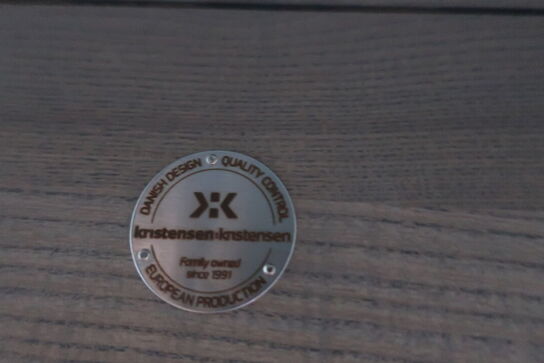 DANISH DESIGN
QUALITY CONTROL
kristensen:kristensen
Family owned
since 1991
EUROPEAN PRODUCTION